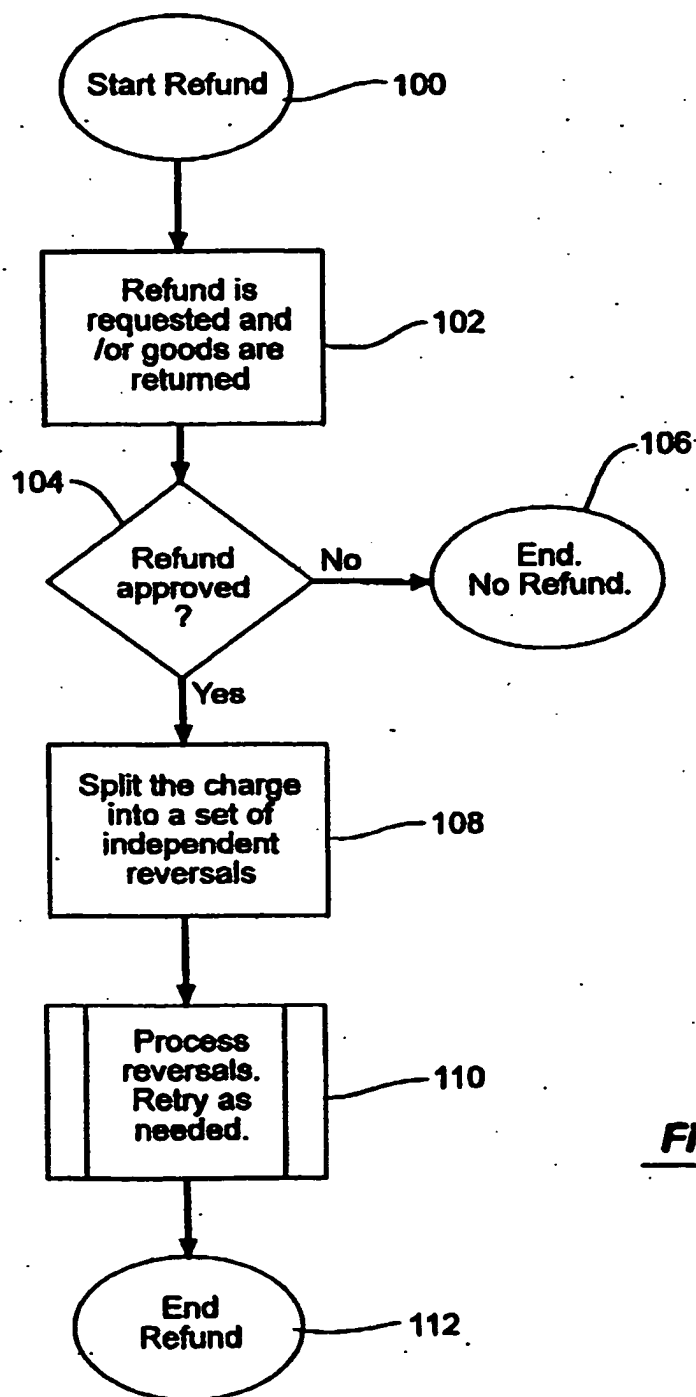 Start Refund
100
Refund is
requested and
/or goods are
returned
102
104
Refund
approved
?
No
106
End.
No Refund.
Yes
Split the charge
into a set of
independent
reversals
108
Process
reversals.
Retry as
needed.
110
End
Refund
112